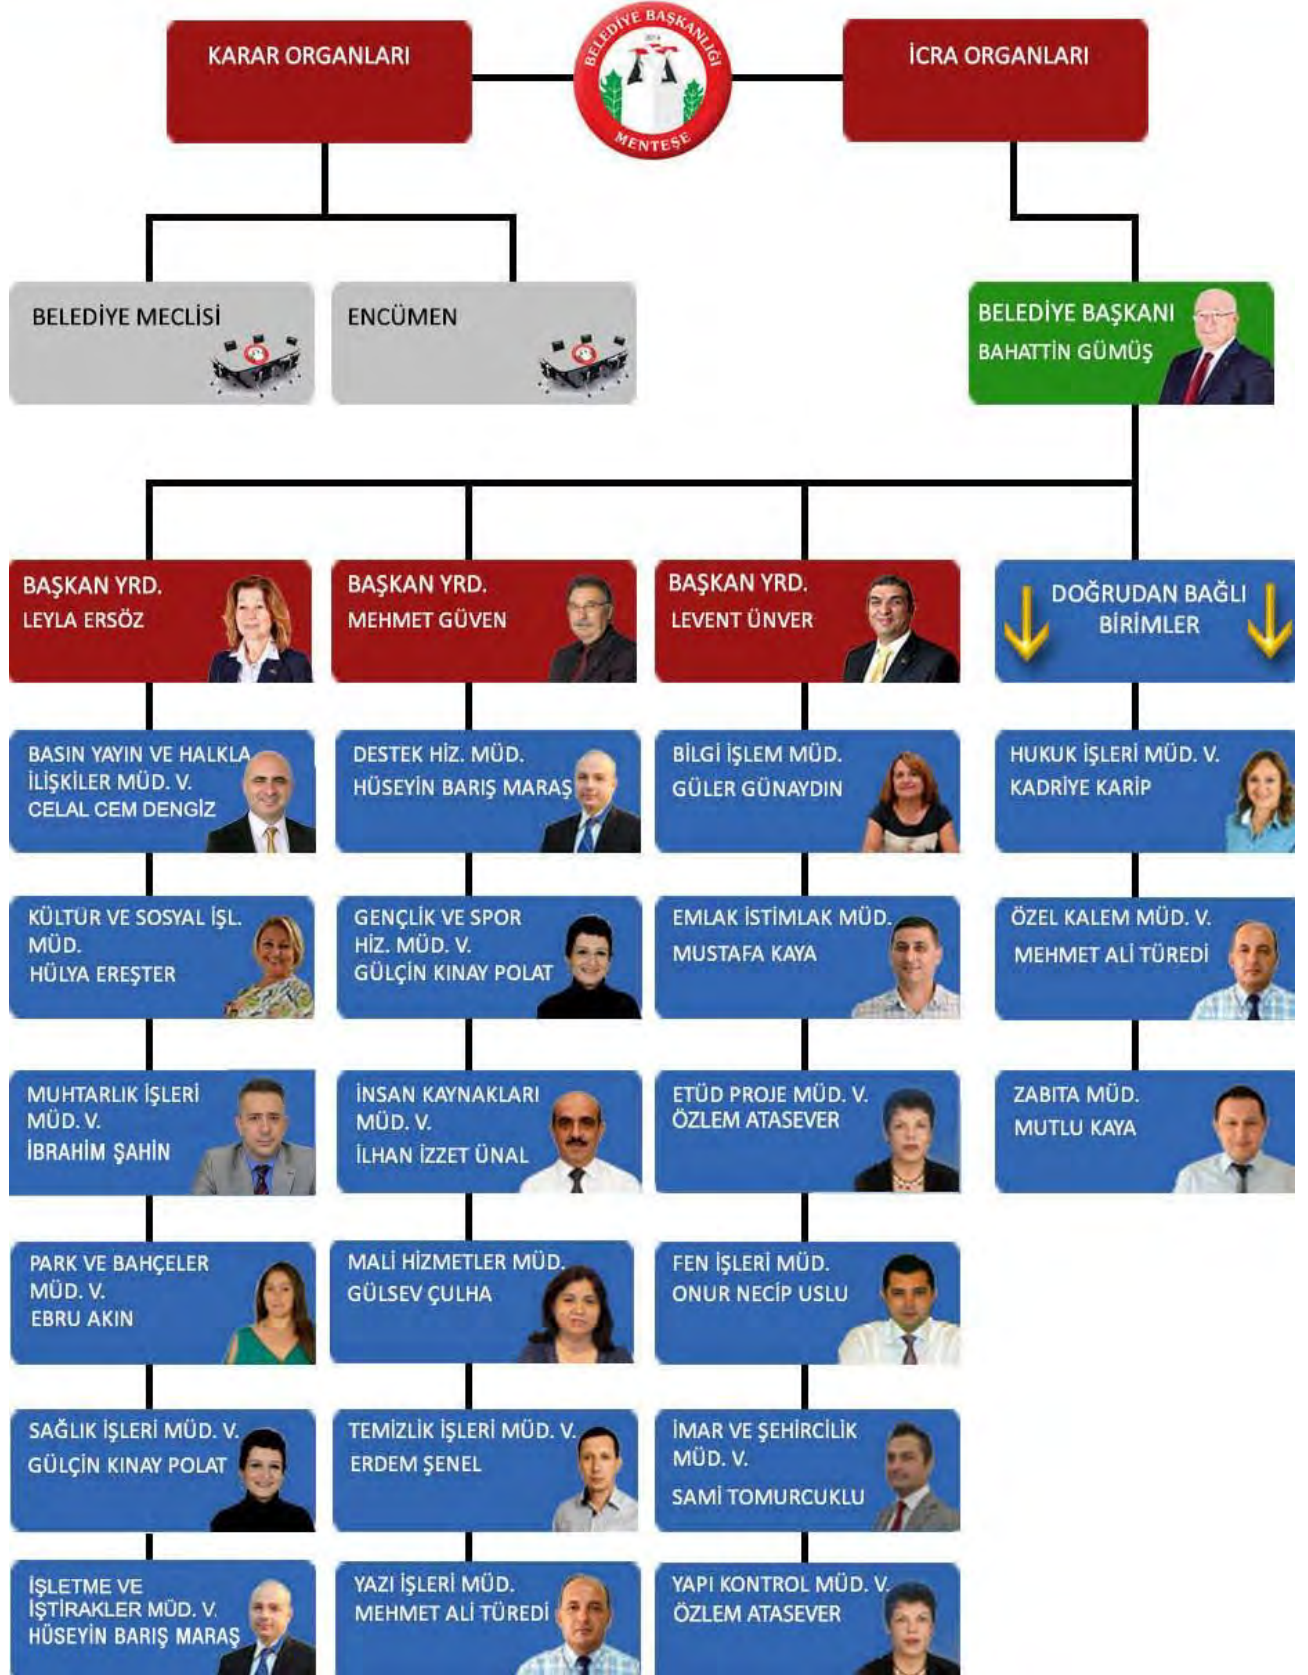 KARAR ORGANLARI
BELEDİYE BAŞKANLIĞI
2014
MENTEŞE
İCRA ORGANLARI
BELEDİYE MECLİSİ
ENCÜMEN
BELEDİYE BAŞKANI
BAHATTİN GÜMÜŞ
BAŞKAN YRD.
LEYLA ERSÖZ
BAŞKAN YRD.
MEHMET GÜVEN
BAŞKAN YRD.
LEVENT ÜNVER
DOĞRUDAN BAĞLI
BİRİMLER
BASIN YAYIN VE HALKLA
İLİŞKİLER MÜD. V.
CELAL CEM DENGİZ
DESTEK HİZ. MÜD.
HÜSEYİN BARIŞ MARAŞ
BİLGİ İŞLEM MÜD.
GÜLER GÜNAYDIN
HUKUK İŞLERİ MÜD. V.
KADRİYE KARİP
KÜLTÜR VE SOSYAL İŞL.
MÜD.
HÜLYA EREŞTER
GENÇLİK VE SPOR
HİZ. MÜD. V.
GÜLÇİN KINAY POLAT
EMLAK İSTİMLAK MÜD.
MUSTAFA KAYA
ÖZEL KALEM MÜD. V.
MEHMET ALİ TÜREDİ
MUHTARLIK İŞLERİ
MÜD. V.
İBRAHİM ŞAHİN
İNSAN KAYNAKLARI
MÜD. V.
İLHAN İZZET ÜNAL
ETÜD PROJE MÜD. V.
ÖZLEM ATASEVER
ZABITA MÜD.
MUTLU KAYA
PARK VE BAHÇELER
MÜD. V.
EBRU AKIN
MALİ HİZMETLER MÜD.
GÜLSEV ÇULHA
FEN İŞLERİ MÜD.
ONUR NECİP USLU
SAĞLIK İŞLERİ MÜD. V.
GÜLÇİN KINAY POLAT
TEMİZLİK İŞLERİ MÜD. V.
ERDEM ŞENEL
İMAR VE ŞEHİRCİLİK
MÜD. V.
SAMİ TOMURCUKLU
İŞLETME VE
İŞTİRAKLER MÜD. V.
HÜSEYİN BARIŞ MARAŞ
YAZI İŞLERİ MÜD.
MEHMET ALİ TÜREDİ
YAPI KONTROL MÜD. V.
ÖZLEM ATASEVER